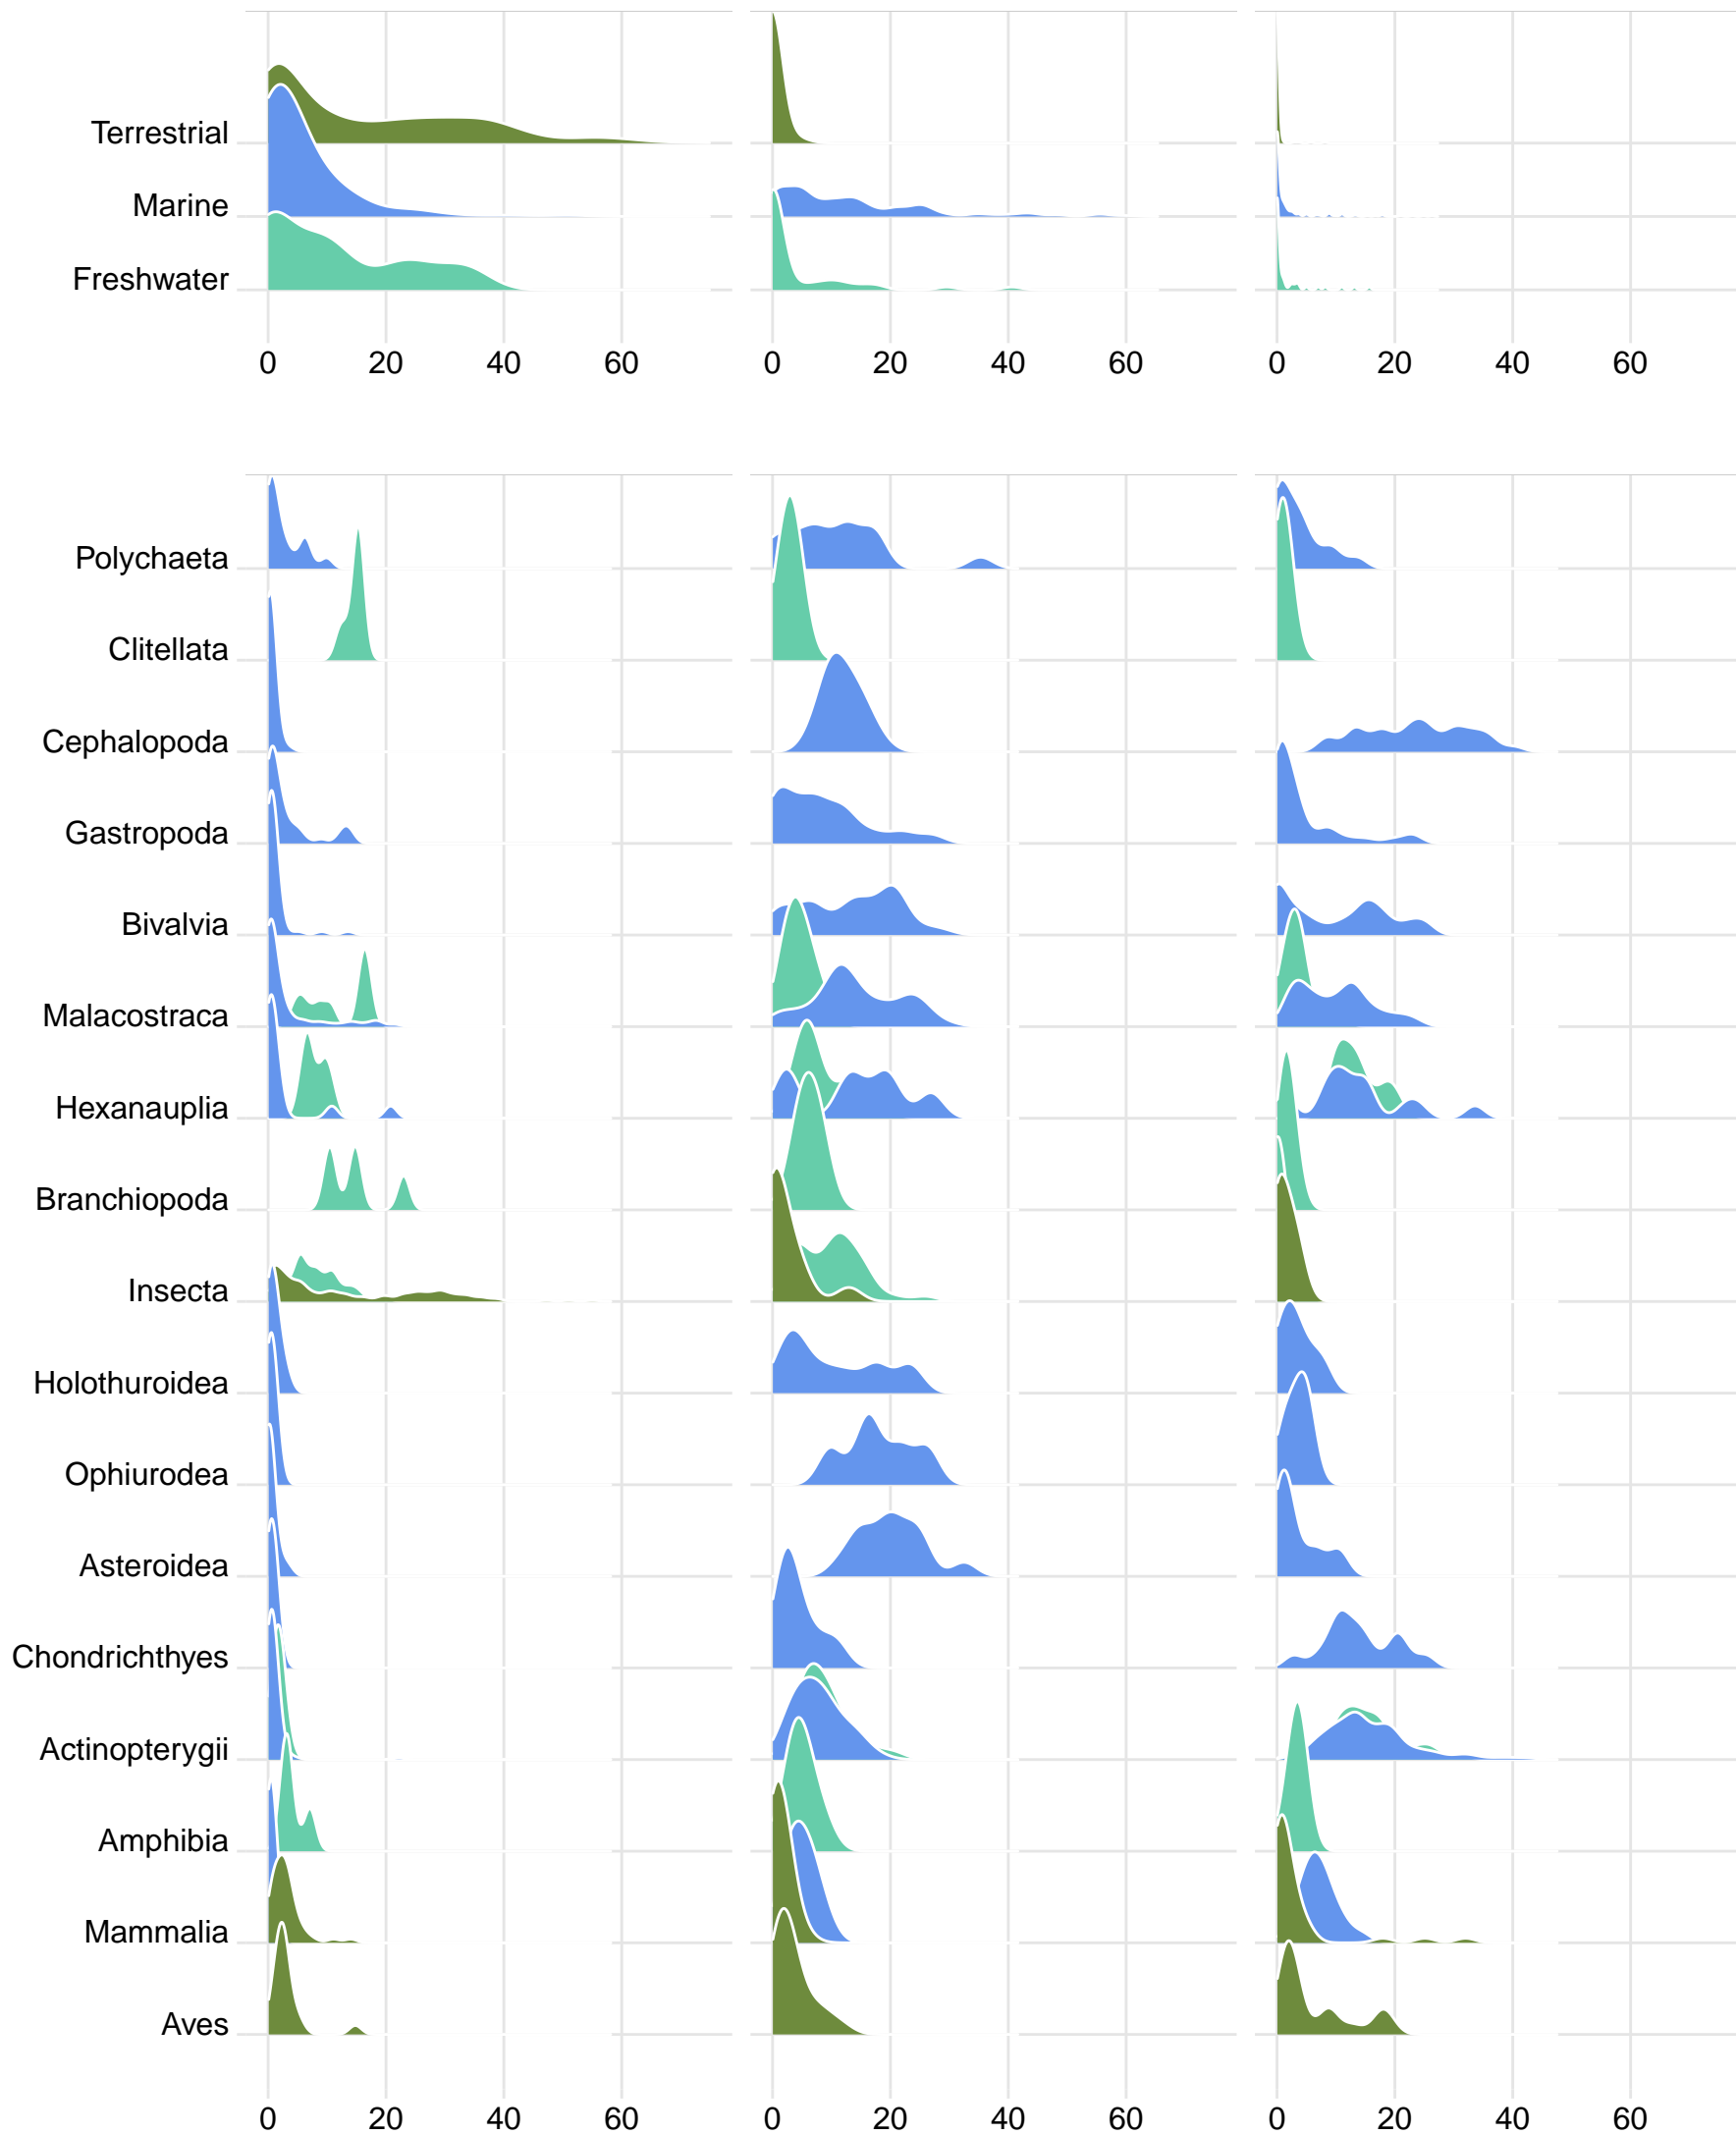 Terrestrial
Marine
Freshwater
0 20 40 60 0 20 40 60 0 20 40 60
Polychaeta
Clitellata
Cephalopoda
Gastropoda
Bivalvia
Malacostraca
Hexanauplia
Branchiopoda
Insecta
Holothuroidea
Ophiurodea
Asteroidea
Chondrichthyes
Actinopterygii
Amphibia
Mammalia
Aves
0 20 40 60 0 20 40 60 0 20 40 60